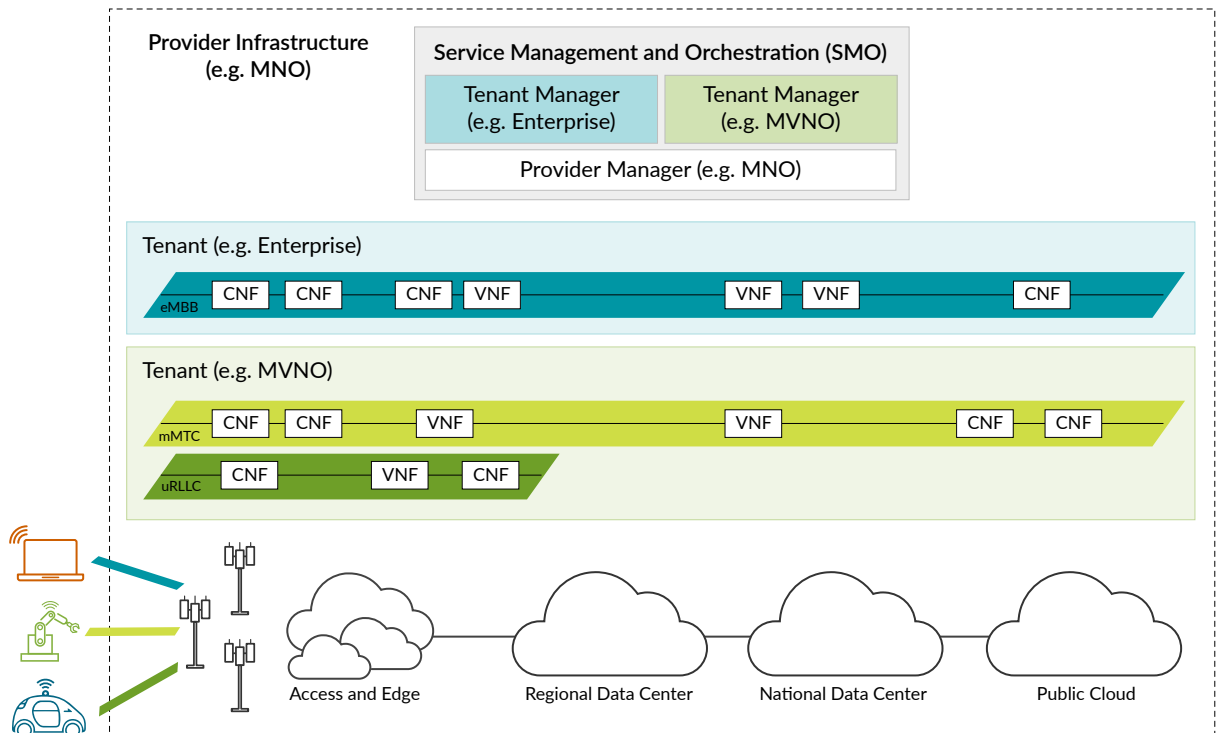 Provider Infrastructure
(e.g. MNO)
Service Management and Orchestration (SMO)
Tenant Manager
(e.g. Enterprise)
Tenant Manager
(e.g. MVNO)
Provider Manager (e.g. MNO)
Tenant (e.g. Enterprise)
eMBB CNF CNF CNF VNF VNF VNF CNF
Tenant (e.g. MVNO)
mMTC CNF CNF VNF VNF CNF CNF
uRLLC CNF VNF CNF
Access and Edge Regional Data Center National Data Center Public Cloud